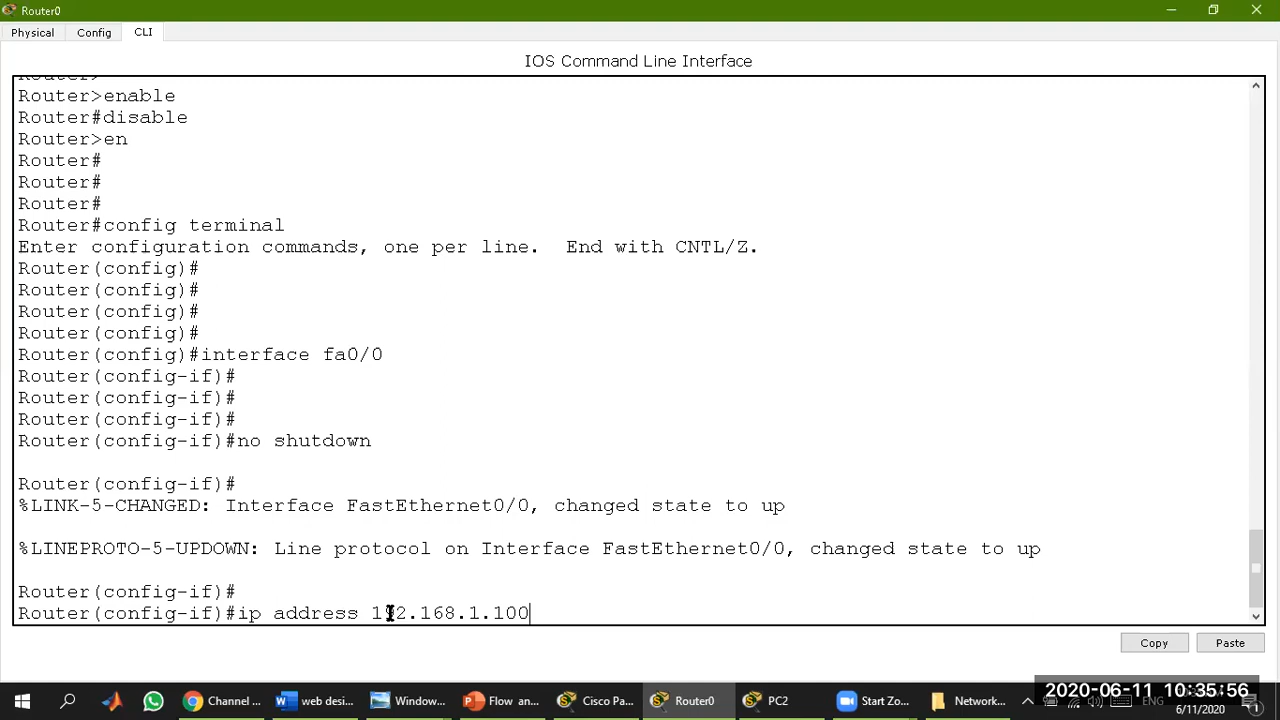 Router0
Physical Config CLI
IOS Command Line Interface
Router>enable
Router#disable
Router>en
Router#
Router#
Router#
Router#config terminal
Enter configuration commands, one per line.  End with CNTL/Z.
Router(config)#
Router(config)#
Router(config)#
Router(config)#
Router(config)#interface fa0/0
Router(config-if)#
Router(config-if)#
Router(config-if)#
Router(config-if)#no shutdown
Router(config-if)#
%LINK-5-CHANGED: Interface FastEthernet0/0, changed state to up
%LINEPROTO-5-UPDOWN: Line protocol on Interface FastEthernet0/0, changed state to up
Router(config-if)#
Router(config-if)#ip address 192.168.1.100
Copy Paste
Channel ... web desi... Window... Flow an... Cisco Pa... Router0 PC2 Start Zo... Network... ENG
2020-06-11 10:35:56
6/11/2020